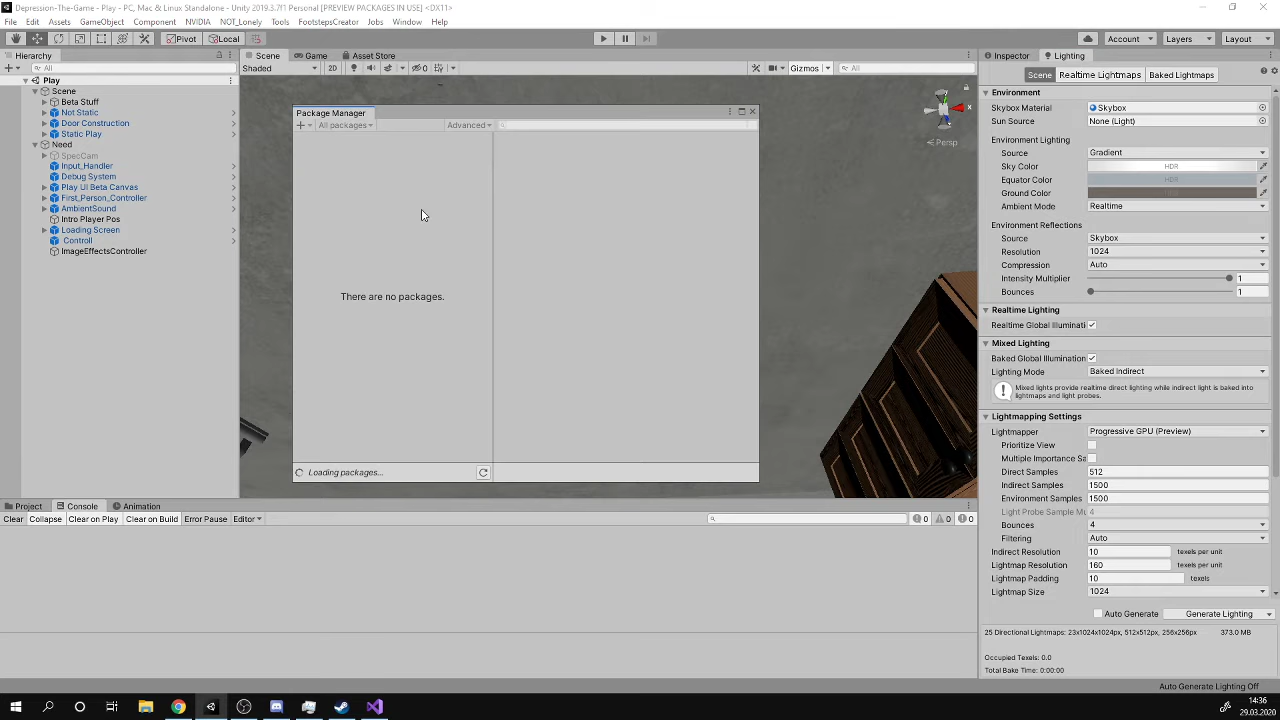 Depression-The-Game - Play - PC, Mac & Linux Standalone - Unity 2019.3.7f1 Personal [PREVIEW PACKAGES IN USE] <DX11>
File Edit Assets GameObject Component NVIDIA NOT_Lonely Tools FootstepsCreator Jobs Window Help
Pivot Local Account Layers Layout
Hierarchy Scene Game Asset Store Inspector Lighting
All Shaded 2D 0 Gizmos All Scene Realtime Lightmaps Baked Lightmaps
Play
Scene
Beta Stuff
Not Static
Door Construction
Static Play
Need
SpecCam
Input_Handler
Debug System
Play UI Beta Canvas
First_Person_Controller
AmbientSound
Intro Player Pos
Loading Screen
Controll
ImageEffectsController
Package Manager
All packages Advanced
There are no packages.
Loading packages...
y
x
Persp
Environment
Skybox Material Skybox
Sun Source None (Light)
Environment Lighting
Source Gradient
Sky Color HDR
Equator Color HDR
Ground Color
Ambient Mode Realtime
Environment Reflections
Source Skybox
Resolution 1024
Compression Auto
Intensity Multiplier 1
Bounces 1
Realtime Lighting
Realtime Global Illuminati
Mixed Lighting
Baked Global Illumination
Lighting Mode Baked Indirect
Mixed lights provide realtime direct lighting while indirect light is baked into
lightmaps and light probes.
Lightmapping Settings
Lightmapper Progressive GPU (Preview)
Prioritize View
Multiple Importance Sa
Direct Samples 512
Indirect Samples 1500
Environment Samples 1500
Light Probe Sample Mu 4
Bounces 4
Filtering Auto
Indirect Resolution 10 texels per unit
Lightmap Resolution 160 texels per unit
Lightmap Padding 10 texels
Lightmap Size 1024
Auto Generate Generate Lighting
25 Directional Lightmaps: 23x1024x1024px, 512x512px, 256x256px 373.0 MB
Occupied Texels: 0.0
Total Bake Time: 0:00:00
Auto Generate Lighting Off
Project Console Animation
Clear Collapse Clear on Play Clear on Build Error Pause Editor 0 0 0
14:36
29.03.2020